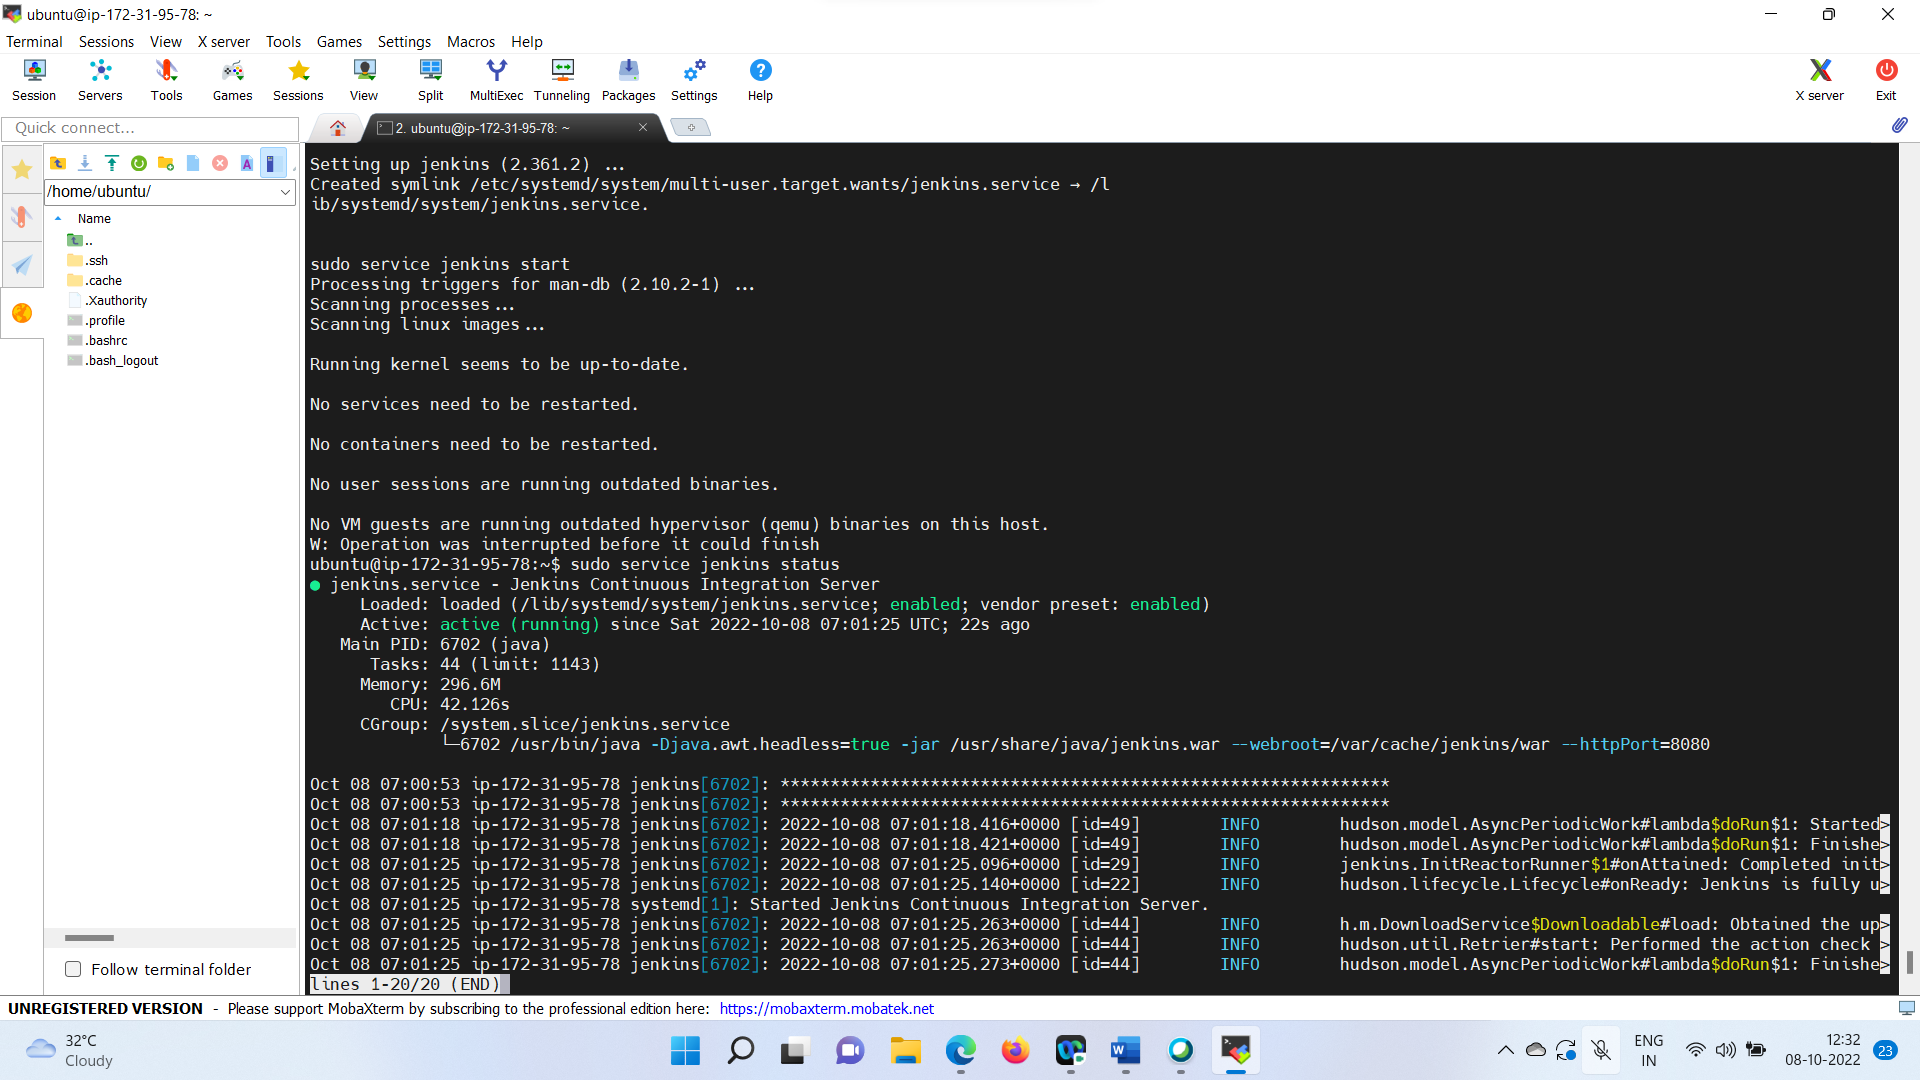 ubuntu@ip-172-31-95-78: ~
Terminal Sessions View X server Tools Games Settings Macros Help
Session Servers Tools Games Sessions View Split MultiExec Tunneling Packages Settings Help X server Exit
Quick connect...
2. ubuntu@ip-172-31-95-78: ~
/home/ubuntu/
Name
..
.ssh
.cache
.Xauthority
.profile
.bashrc
.bash_logout
Follow terminal folder
Setting up jenkins (2.361.2) ...
Created symlink /etc/systemd/system/multi-user.target.wants/jenkins.service → /l
ib/systemd/system/jenkins.service.
sudo service jenkins start
Processing triggers for man-db (2.10.2-1) ...
Scanning processes...
Scanning linux images...
Running kernel seems to be up-to-date.
No services need to be restarted.
No containers need to be restarted.
No user sessions are running outdated binaries.
No VM guests are running outdated hypervisor (qemu) binaries on this host.
W: Operation was interrupted before it could finish
ubuntu@ip-172-31-95-78:~$ sudo service jenkins status
● jenkins.service - Jenkins Continuous Integration Server
Loaded: loaded (/lib/systemd/system/jenkins.service; enabled; vendor preset: enabled)
Active: active (running) since Sat 2022-10-08 07:01:25 UTC; 22s ago
Main PID: 6702 (java)
Tasks: 44 (limit: 1143)
Memory: 296.6M
CPU: 42.126s
CGroup: /system.slice/jenkins.service
└─6702 /usr/bin/java -Djava.awt.headless=true -jar /usr/share/java/jenkins.war --webroot=/var/cache/jenkins/war --httpPort=8080
Oct 08 07:00:53 ip-172-31-95-78 jenkins[6702]: *************************************************************
Oct 08 07:00:53 ip-172-31-95-78 jenkins[6702]: *************************************************************
Oct 08 07:01:18 ip-172-31-95-78 jenkins[6702]: 2022-10-08 07:01:18.416+0000 [id=49] INFO hudson.model.AsyncPeriodicWork#lambda$doRun$1: Started>
Oct 08 07:01:18 ip-172-31-95-78 jenkins[6702]: 2022-10-08 07:01:18.421+0000 [id=49] INFO hudson.model.AsyncPeriodicWork#lambda$doRun$1: Finishe>
Oct 08 07:01:25 ip-172-31-95-78 jenkins[6702]: 2022-10-08 07:01:25.096+0000 [id=29] INFO jenkins.InitReactorRunner$1#onAttained: Completed init>
Oct 08 07:01:25 ip-172-31-95-78 jenkins[6702]: 2022-10-08 07:01:25.140+0000 [id=22] INFO hudson.lifecycle.Lifecycle#onReady: Jenkins is fully u>
Oct 08 07:01:25 ip-172-31-95-78 systemd[1]: Started Jenkins Continuous Integration Server.
Oct 08 07:01:25 ip-172-31-95-78 jenkins[6702]: 2022-10-08 07:01:25.263+0000 [id=44] INFO h.m.DownloadService$Downloadable#load: Obtained the up>
Oct 08 07:01:25 ip-172-31-95-78 jenkins[6702]: 2022-10-08 07:01:25.263+0000 [id=44] INFO hudson.util.Retrier#start: Performed the action check >
Oct 08 07:01:25 ip-172-31-95-78 jenkins[6702]: 2022-10-08 07:01:25.273+0000 [id=44] INFO hudson.model.AsyncPeriodicWork#lambda$doRun$1: Finishe>
lines 1-20/20 (END)
UNREGISTERED VERSION - Please support MobaXterm by subscribing to the professional edition here: https://mobaxterm.mobatek.net
32°C
Cloudy
ENG
IN
12:32
08-10-2022
23